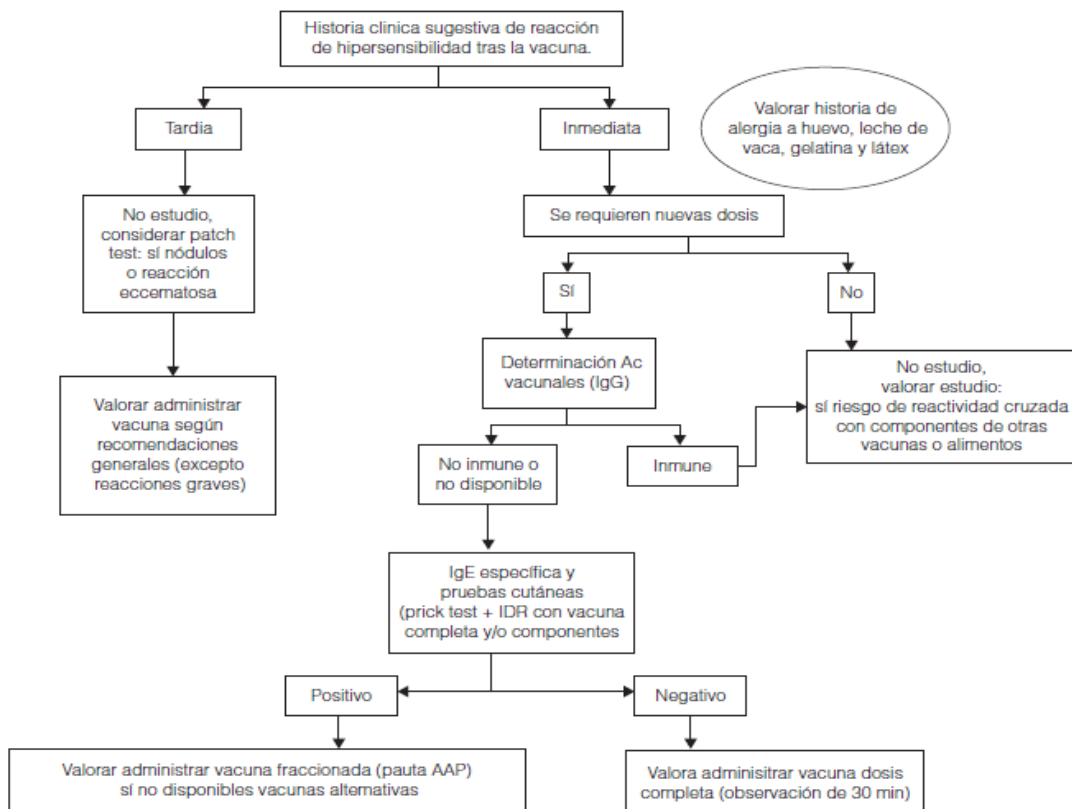 Historia clinica sugestiva de reacción
de hipersensibilidad tras la vacuna.
Tardia
Inmediata
Valorar historia de
alergia a huevo, leche de
vaca, gelatina y látex
No estudio,
considerar patch
test: sí nódulos
o reacción
eccematosa
Se requieren nuevas dosis
Sí
No
Valorar administrar
vacuna según
recomendaciones
generales (excepto
reacciones graves)
Determinación Ac
vacunales (IgG)
No estudio,
valorar estudio:
sí riesgo de reactividad cruzada
con componentes de otras
vacunas o alimentos
No inmune o
no disponible
Inmune
IgE específica y
pruebas cutáneas
(prick test + IDR con vacuna
completa y/o componentes
Positivo
Negativo
Valorar administrar vacuna fraccionada (pauta AAP)
sí no disponibles vacunas alternativas
Valora adminisitrar vacuna dosis
completa (observación de 30 min)